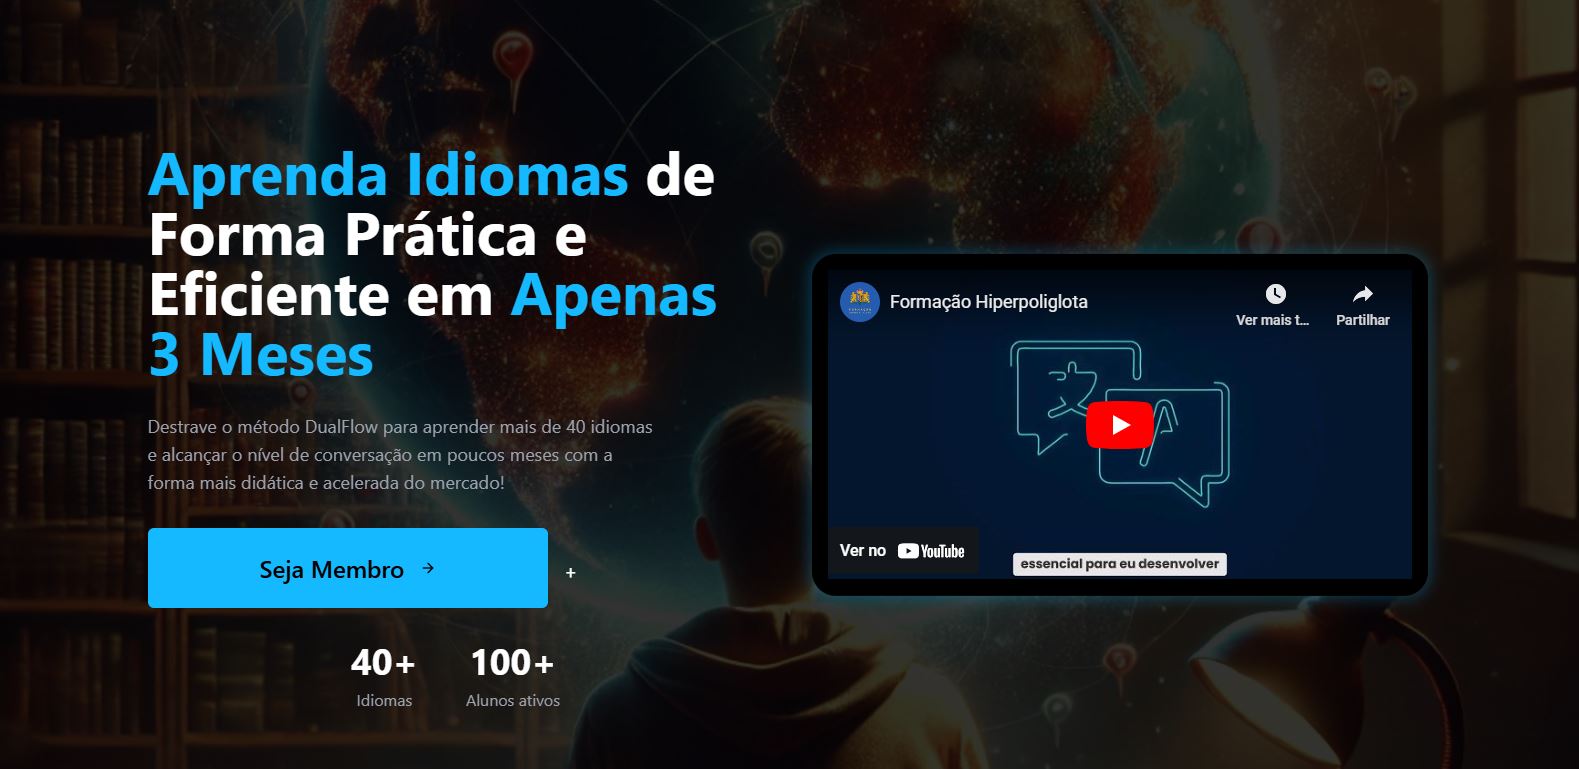 Aprenda Idiomas de
Forma Prática e
Eficiente em Apenas
3 Meses
Destrave o método DualFlow para aprender mais de 40 idiomas
e alcançar o nível de conversação em poucos meses com a
forma mais didática e acelerada do mercado!
Seja Membro →
+
40+
Idiomas
100+
Alunos ativos
Formação Hiperpoliglota
Ver mais t...
Partilhar
文
A
Ver no YouTube
essencial para eu desenvolver